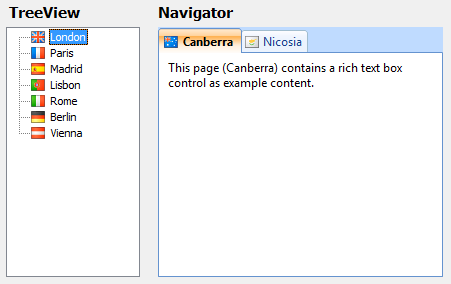 TreeView
London
Paris
Madrid
Lisbon
Rome
Berlin
Vienna
Navigator
Canberra
Nicosia
This page (Canberra) contains a rich text box
control as example content.